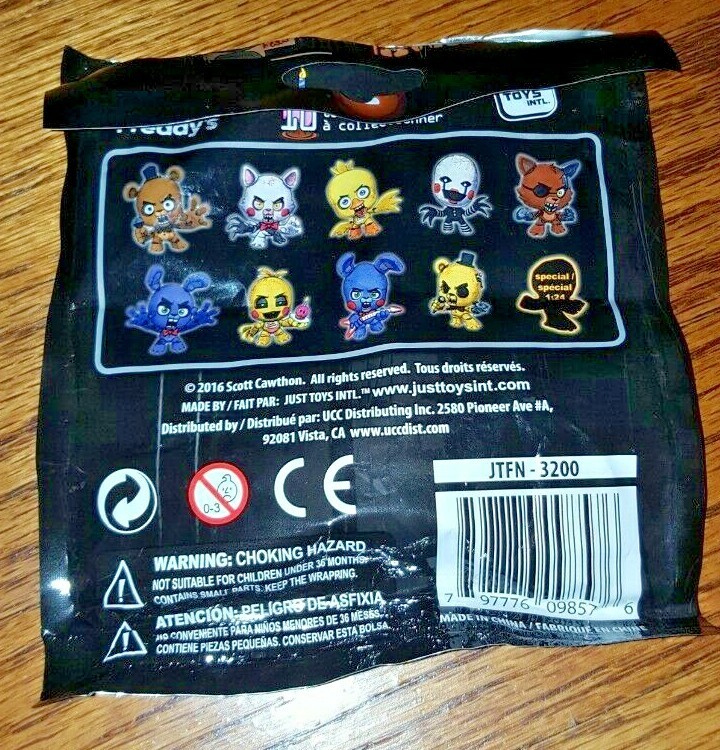 Freddy's
10
à collectionner
TOYS
INTL.
special /
spécial
1:24
© 2016 Scott Cawthon. All rights reserved. Tous droits réservés.
MADE BY / FAIT PAR: JUST TOYS INTL.™ www.justtoysint.com
Distributed by / Distribué par: UCC Distributing Inc. 2580 Pioneer Ave #A,
92081 Vista, CA www.uccdist.com
0-3
CE
JTFN - 3200
7 97776 09857 6
MADE IN CHINA / FABRIQUÉ EN CHINE
WARNING: CHOKING HAZARD
NOT SUITABLE FOR CHILDREN UNDER 36 MONTHS.
CONTAINS SMALL PARTS. KEEP THE WRAPPING.
ATENCIÓN: PELIGRO DE ASFIXIA
NO CONVENIENTE PARA NIÑOS MENORES DE 36 MESES.
CONTIENE PIEZAS PEQUEÑAS. CONSERVAR ESTA BOLSA.